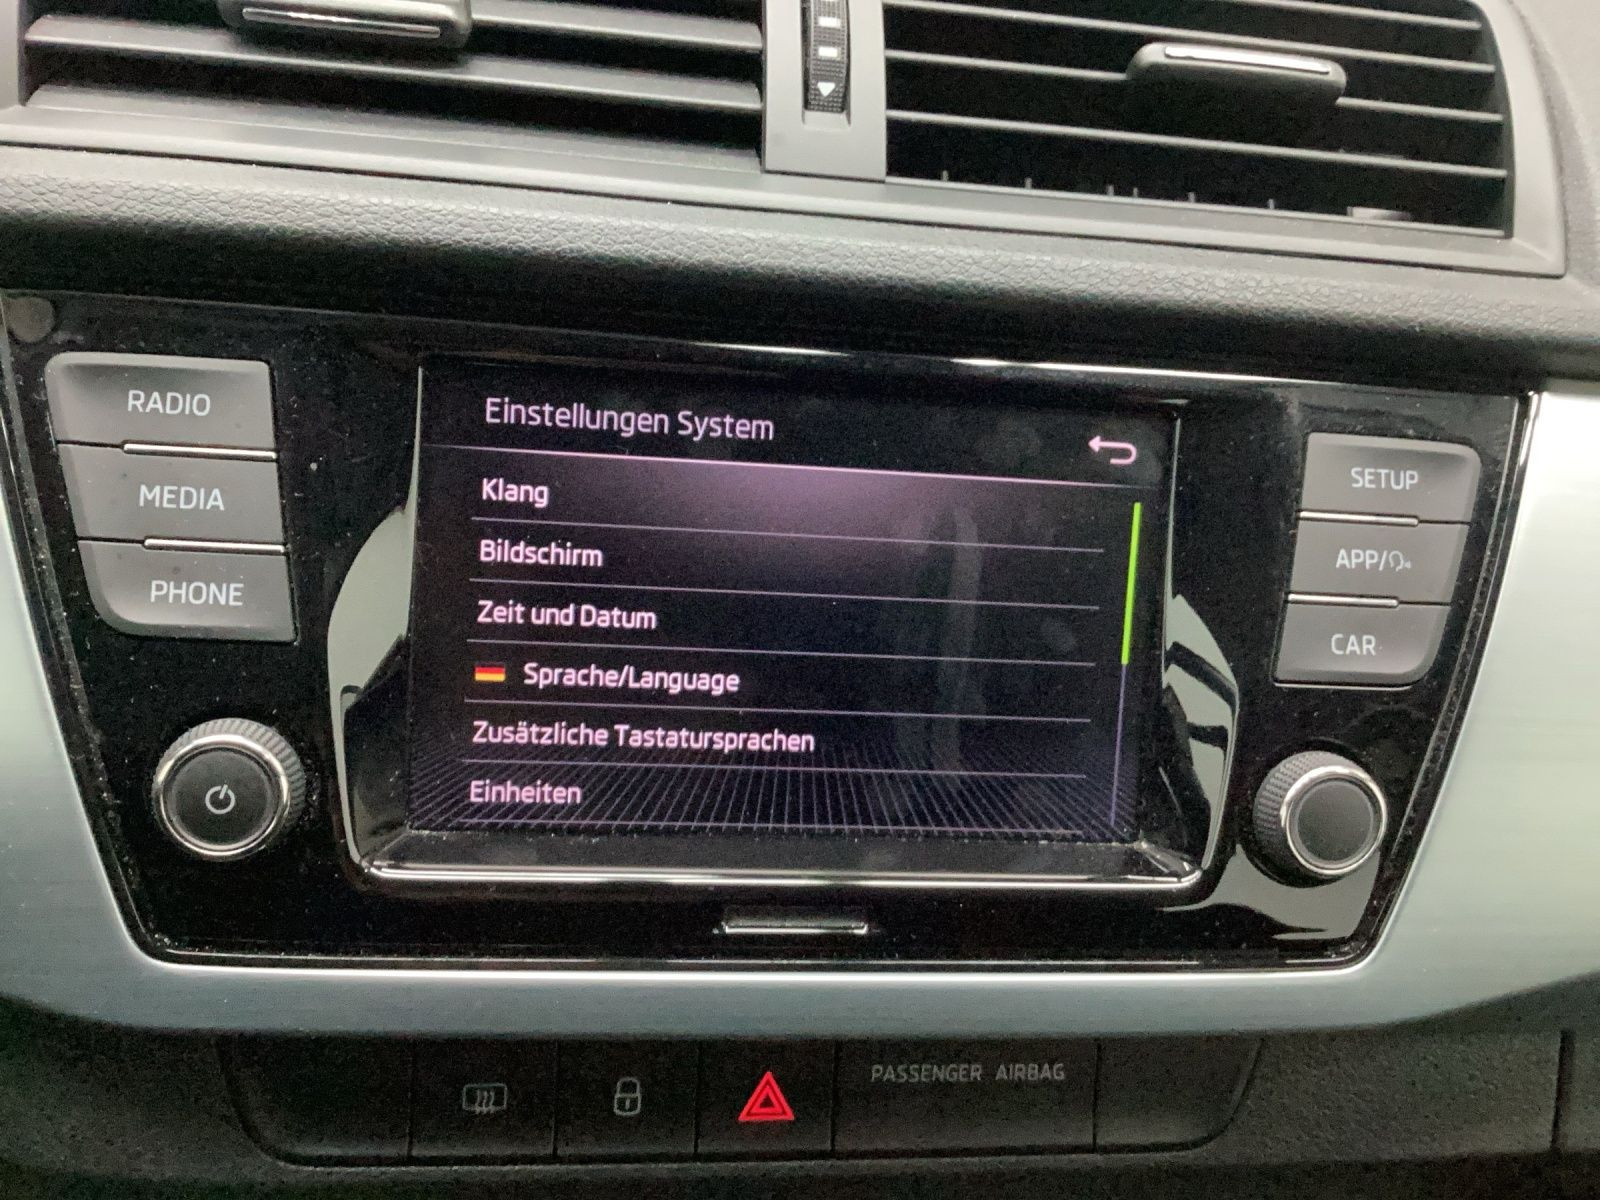 RADIO
MEDIA
PHONE
Einstellungen System
Klang
Bildschirm
Zeit und Datum
Sprache/Language
Zusätzliche Tastatursprachen
Einheiten
SETUP
APP/
CAR
PASSENGER AIRBAG